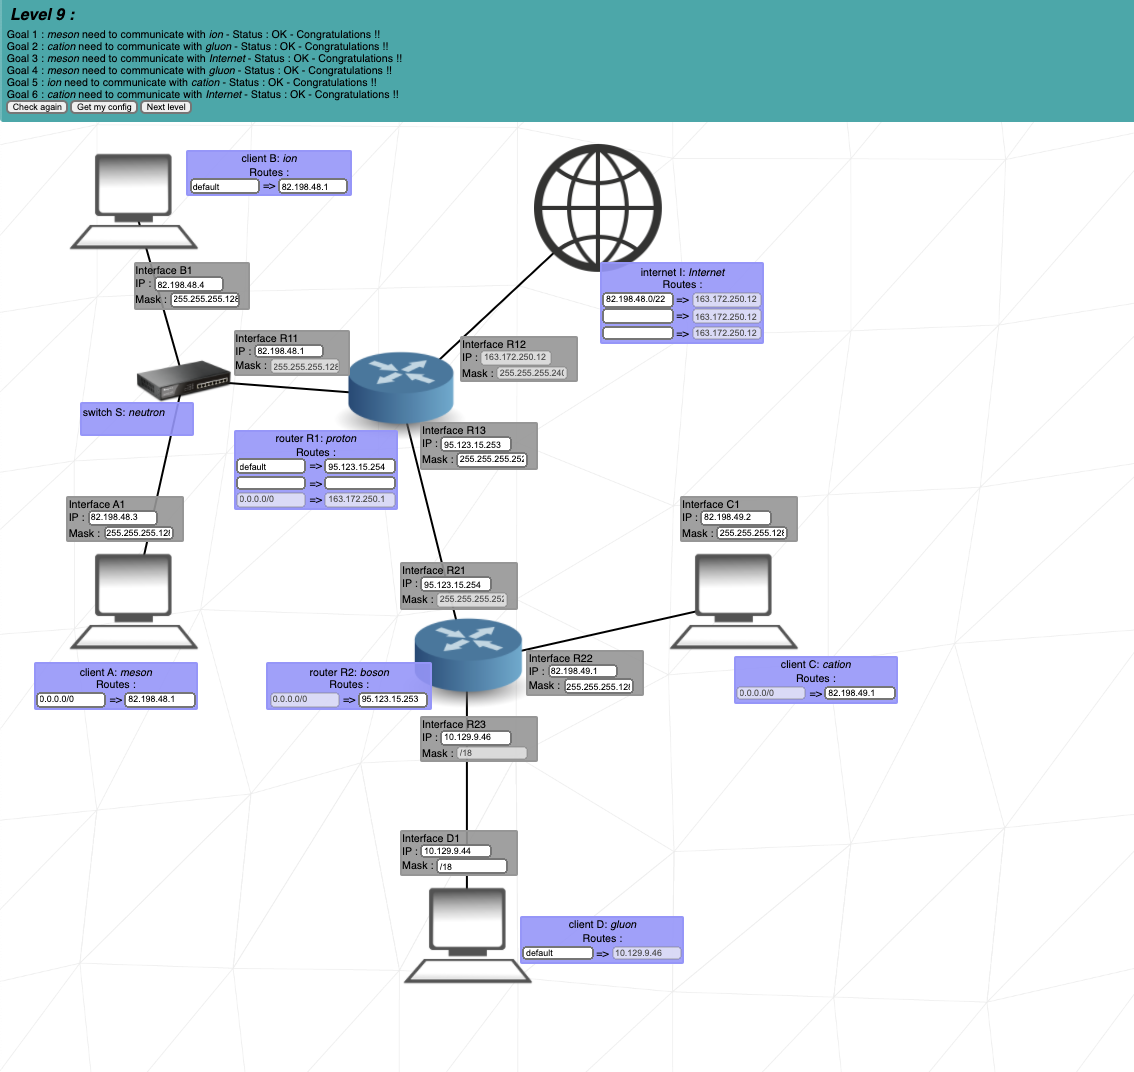 Level 9 :
Goal 1 : meson need to communicate with ion - Status : OK - Congratulations !!
Goal 2 : cation need to communicate with gluon - Status : OK - Congratulations !!
Goal 3 : meson need to communicate with Internet - Status : OK - Congratulations !!
Goal 4 : meson need to communicate with gluon - Status : OK - Congratulations !!
Goal 5 : ion need to communicate with cation - Status : OK - Congratulations !!
Goal 6 : cation need to communicate with Internet - Status : OK - Congratulations !!
Check again Get my config Next level
client B: ion
Routes :
default => 82.198.48.1
Interface B1
IP : 82.198.48.4
Mask : 255.255.255.128
internet I: Internet
Routes :
82.198.48.0/22 => 163.172.250.12
=> 163.172.250.12
=> 163.172.250.12
Interface R11
IP : 82.198.48.1
Mask : 255.255.255.128
Interface R12
IP : 163.172.250.12
Mask : 255.255.255.240
switch S: neutron
Interface R13
IP : 95.123.15.253
Mask : 255.255.255.252
router R1: proton
Routes :
default => 95.123.15.254
=>
0.0.0.0/0 => 163.172.250.1
Interface A1
IP : 82.198.48.3
Mask : 255.255.255.128
Interface C1
IP : 82.198.49.2
Mask : 255.255.255.128
Interface R21
IP : 95.123.15.254
Mask : 255.255.255.252
client A: meson
Routes :
0.0.0.0/0 => 82.198.48.1
router R2: boson
Routes :
0.0.0.0/0 => 95.123.15.253
Interface R22
IP : 82.198.49.1
Mask : 255.255.255.128
client C: cation
Routes :
0.0.0.0/0 => 82.198.49.1
Interface R23
IP : 10.129.9.46
Mask : /18
Interface D1
IP : 10.129.9.44
Mask : /18
client D: gluon
Routes :
default => 10.129.9.46